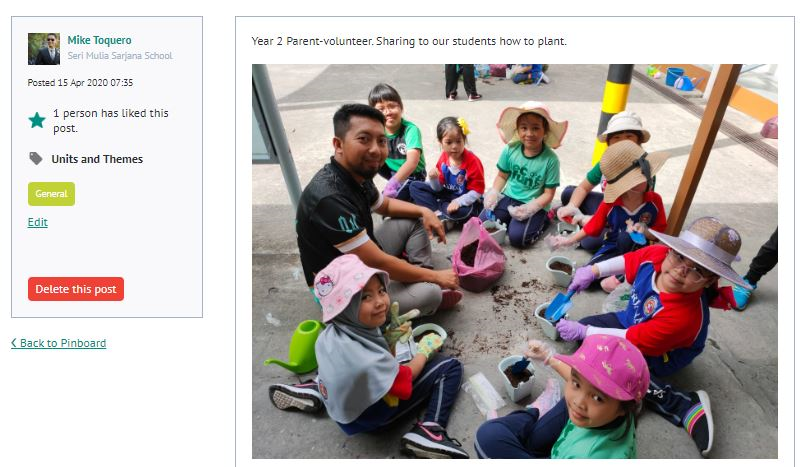 Mike Toquero
Seri Mulia Sarjana School
Posted 15 Apr 2020 07:35
1 person has liked this
post.
Units and Themes
General
Edit
Delete this post
Back to Pinboard
Year 2 Parent-volunteer. Sharing to our students how to plant.